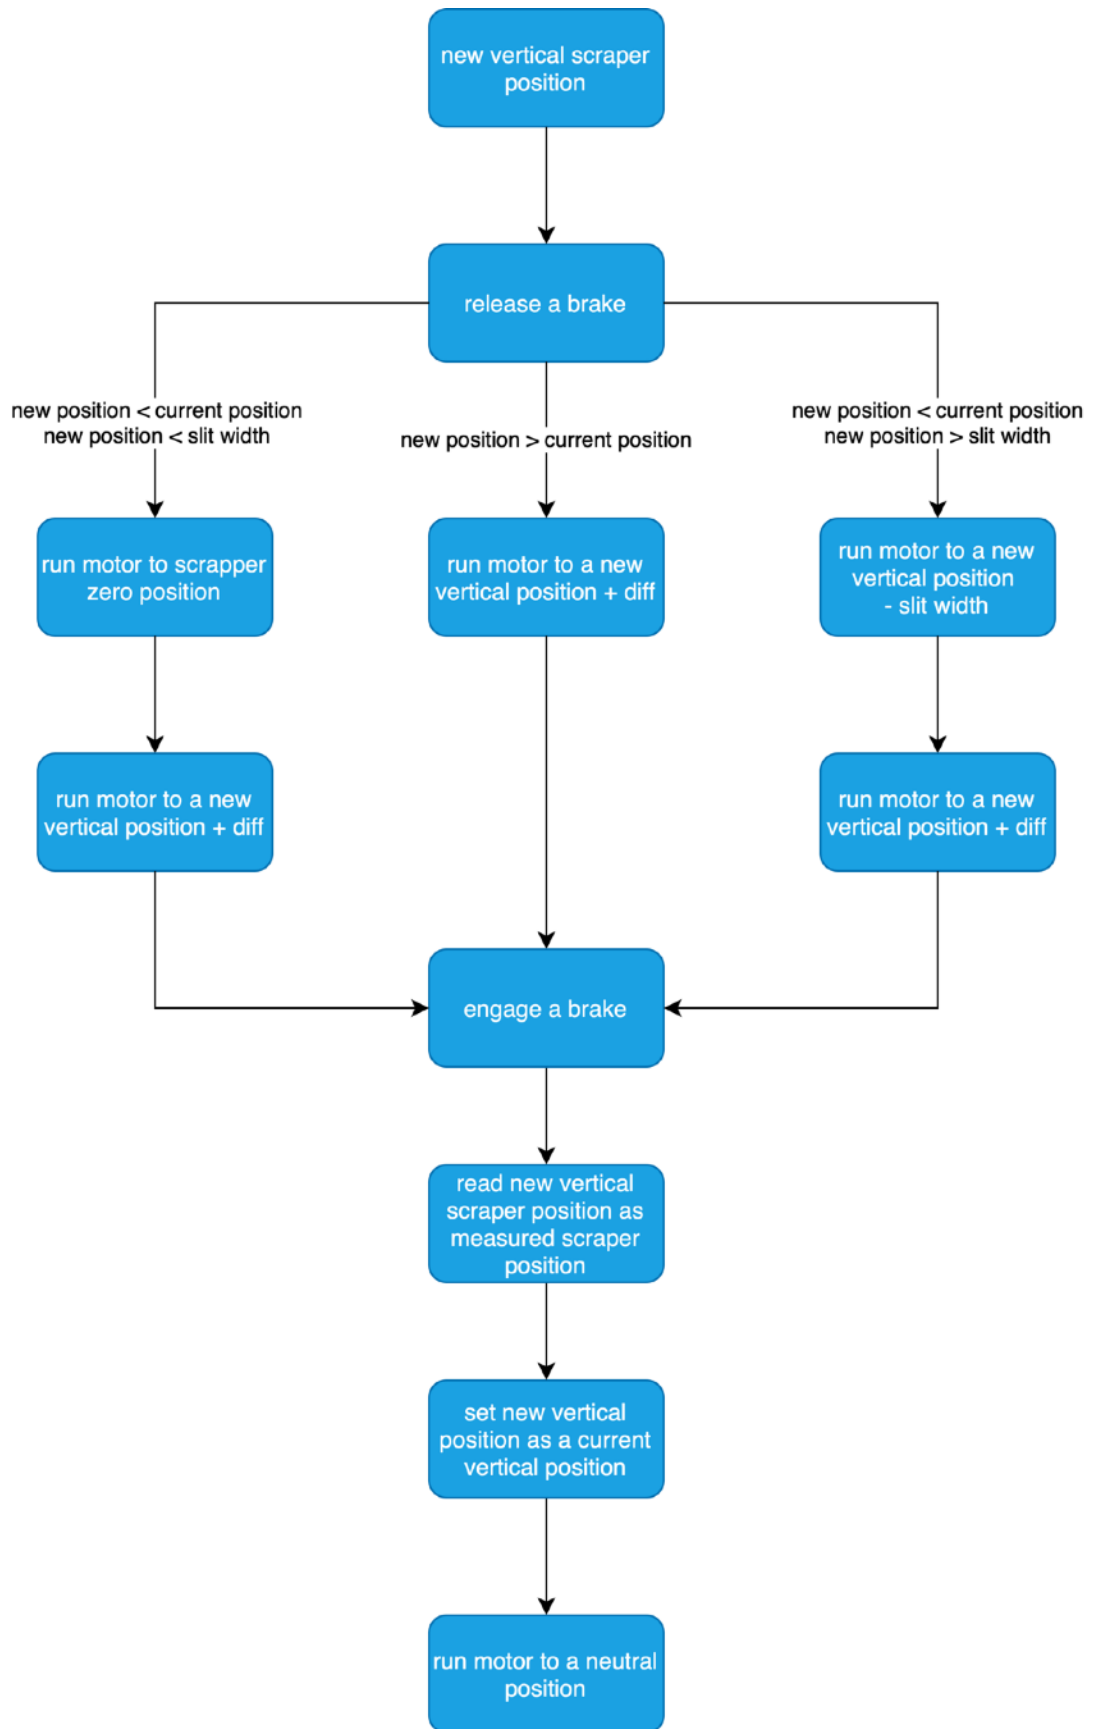 new vertical scraper
position
release a brake
new position < current position
new position < slit width
new position > current position
new position < current position
new position > slit width
run motor to scrapper
zero position
run motor to a new
vertical position + diff
run motor to a new
vertical position
- slit width
run motor to a new
vertical position + diff
run motor to a new
vertical position + diff
engage a brake
read new vertical
scraper position as
measured scraper
position
set new vertical
position as a current
vertical position
run motor to a neutral
position